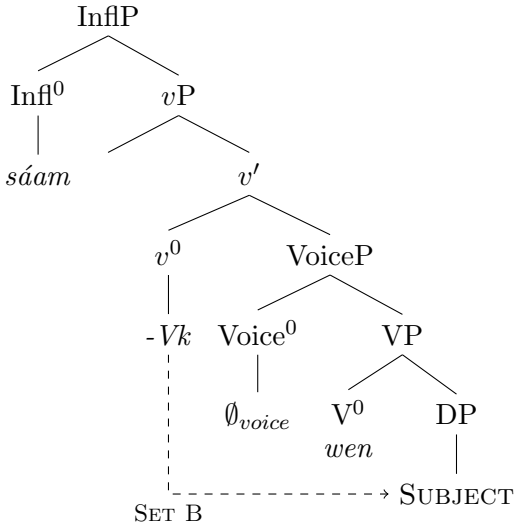 InflP
Infl⁰ vP
sáam v′
v⁰ VoiceP
-Vk Voice⁰ VP
∅voice V⁰ DP
wen
SET B SUBJECT